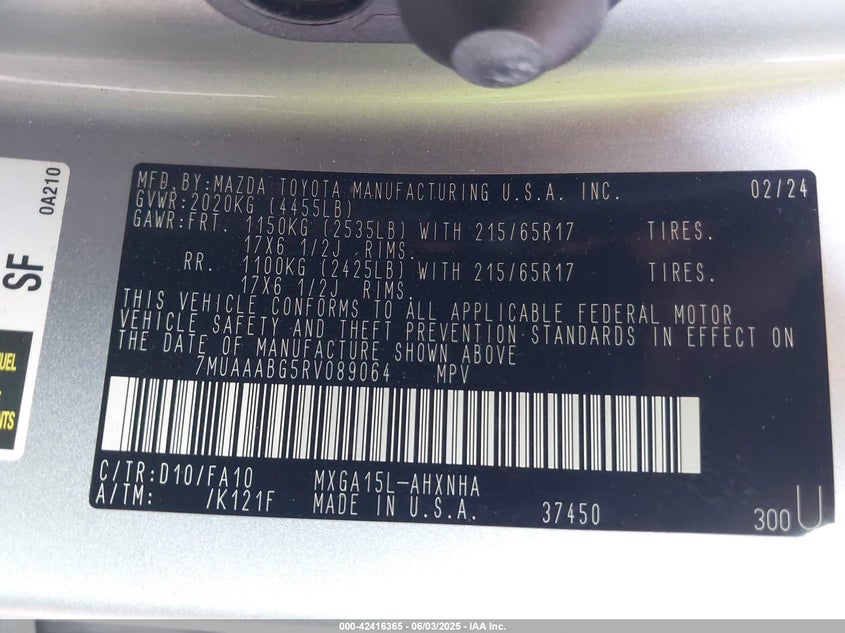 MFD.BY:MAZDA TOYOTA MANUFACTURING U.S.A. INC. 02/24
GVWR:2020KG (4455LB)
GAWR:FRT. 1150KG (2535LB) WITH 215/65R17 TIRES.
17X6 1/2J RIMS.
RR. 1100KG (2425LB) WITH 215/65R17 TIRES.
17X6 1/2J RIMS.
THIS VEHICLE CONFORMS TO ALL APPLICABLE FEDERAL MOTOR
VEHICLE SAFETY AND THEFT PREVENTION STANDARDS IN EFFECT ON
THE DATE OF MANUFACTURE SHOWN ABOVE
7MUAAABG5RV089064 MPV
C/TR:D10/FA10 MXGA15L-AHXNHA
A/TM: /K121F MADE IN U.S.A. 37450 300U
0A210
SF
UEL
NTS
000-42416365 - 06/03/2025 - IAA Inc.